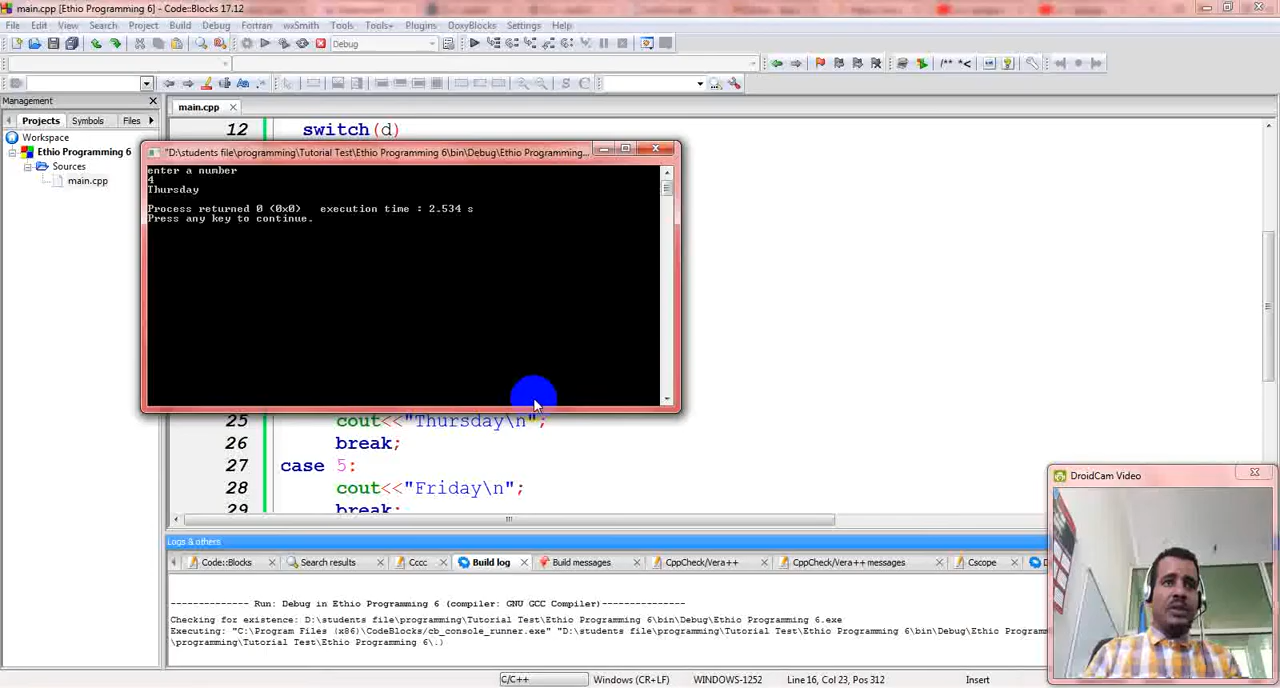 main.cpp [Ethio Programming 6] - Code::Blocks 17.12
File Edit View Search Project Build Debug Fortran wxSmith Tools Tools+ Plugins DoxyBlocks Settings Help
Debug
Management
Projects Symbols Files
Workspace
Ethio Programming 6
Sources
main.cpp
main.cpp
12 switch(d)
"D:\students file\programming\Tutorial Test\Ethio Programming 6\bin\Debug\Ethio Programming...
enter a number
4
Thursday
Process returned 0 (0x0) execution time : 2.534 s
Press any key to continue.
25 cout<<"Thursday\n";
26 break;
27 case 5:
28 cout<<"Friday\n";
29 break;
DroidCam Video
Logs & others
Code::Blocks Search results Cccc Build log Build messages CppCheck/Vera++ CppCheck/Vera++ messages Cscope
-------------- Run: Debug in Ethio Programming 6 (compiler: GNU GCC Compiler)---------------
Checking for existence: D:\students file\programming\Tutorial Test\Ethio Programming 6\bin\Debug\Ethio Programming 6.exe
Executing: "C:\Program Files (x86)\CodeBlocks/cb_console_runner.exe" "D:\students file\programming\Tutorial Test\Ethio Programming 6\bin\Debug\Ethio Programm
\programming\Tutorial Test\Ethio Programming 6\.)
C/C++ Windows (CR+LF) WINDOWS-1252 Line 16, Col 23, Pos 312 Insert